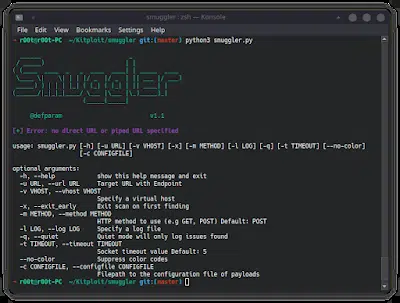 smuggler : zsh — Konsole
File Edit View Bookmarks Settings Help
r00t@r00t-PC ~/Kitploit/smuggler git:(master) python3 smuggler.py
Smuggler
@defparam v1.1
[+] Error: no direct URL or piped URL specified
usage: smuggler.py [-h] [-u URL] [-v VHOST] [-x] [-m METHOD] [-l LOG] [-q] [-t TIMEOUT] [--no-color]
[-c CONFIGFILE]
optional arguments:
-h, --help show this help message and exit
-u URL, --url URL Target URL with Endpoint
-v VHOST, --vhost VHOST
Specify a virtual host
-x, --exit_early Exit scan on first finding
-m METHOD, --method METHOD
HTTP method to use (e.g GET, POST) Default: POST
-l LOG, --log LOG Specify a log file
-q, --quiet Quiet mode will only log issues found
-t TIMEOUT, --timeout TIMEOUT
Socket timeout value Default: 5
--no-color Suppress color codes
-c CONFIGFILE, --configfile CONFIGFILE
Filepath to the configuration file of payloads
r00t@r00t-PC ~/Kitploit/smuggler git:(master)